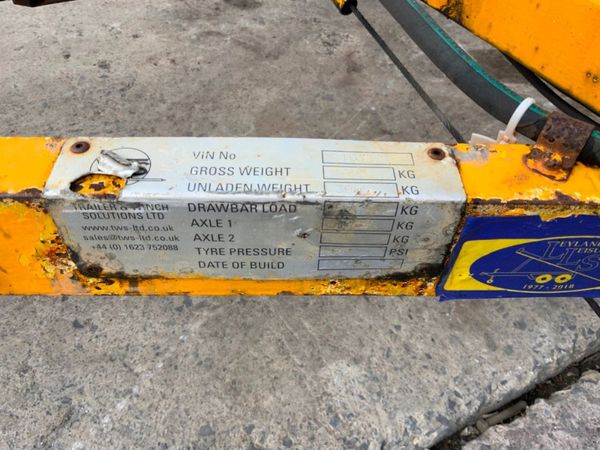 VIN No
GROSS WEIGHT KG
UNLADEN WEIGHT KG
DRAWBAR LOAD KG
AXLE 1 KG
AXLE 2 KG
TYRE PRESSURE PSI
DATE OF BUILD
TRAILER & WINCH
SOLUTIONS LTD
www.tws-ltd.co.uk
sales@tws-ltd.co.uk
+44 (0) 1623 752088
LEYLAND
LLS
1977 - 2018